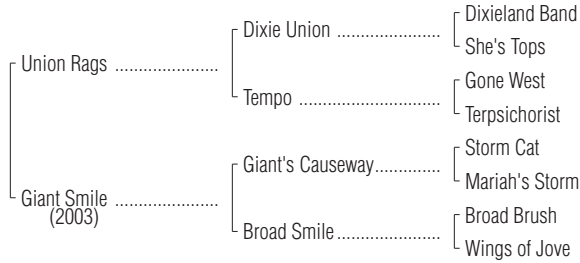 Dixieland Band
Dixie Union ........................
She's Tops
Union Rags ........................
Gone West
Tempo .................................
Terpsichorist
Storm Cat
Giant's Causeway...............
Mariah's Storm
Giant Smile ........................
(2003)
Broad Brush
Broad Smile ........................
Wings of Jove